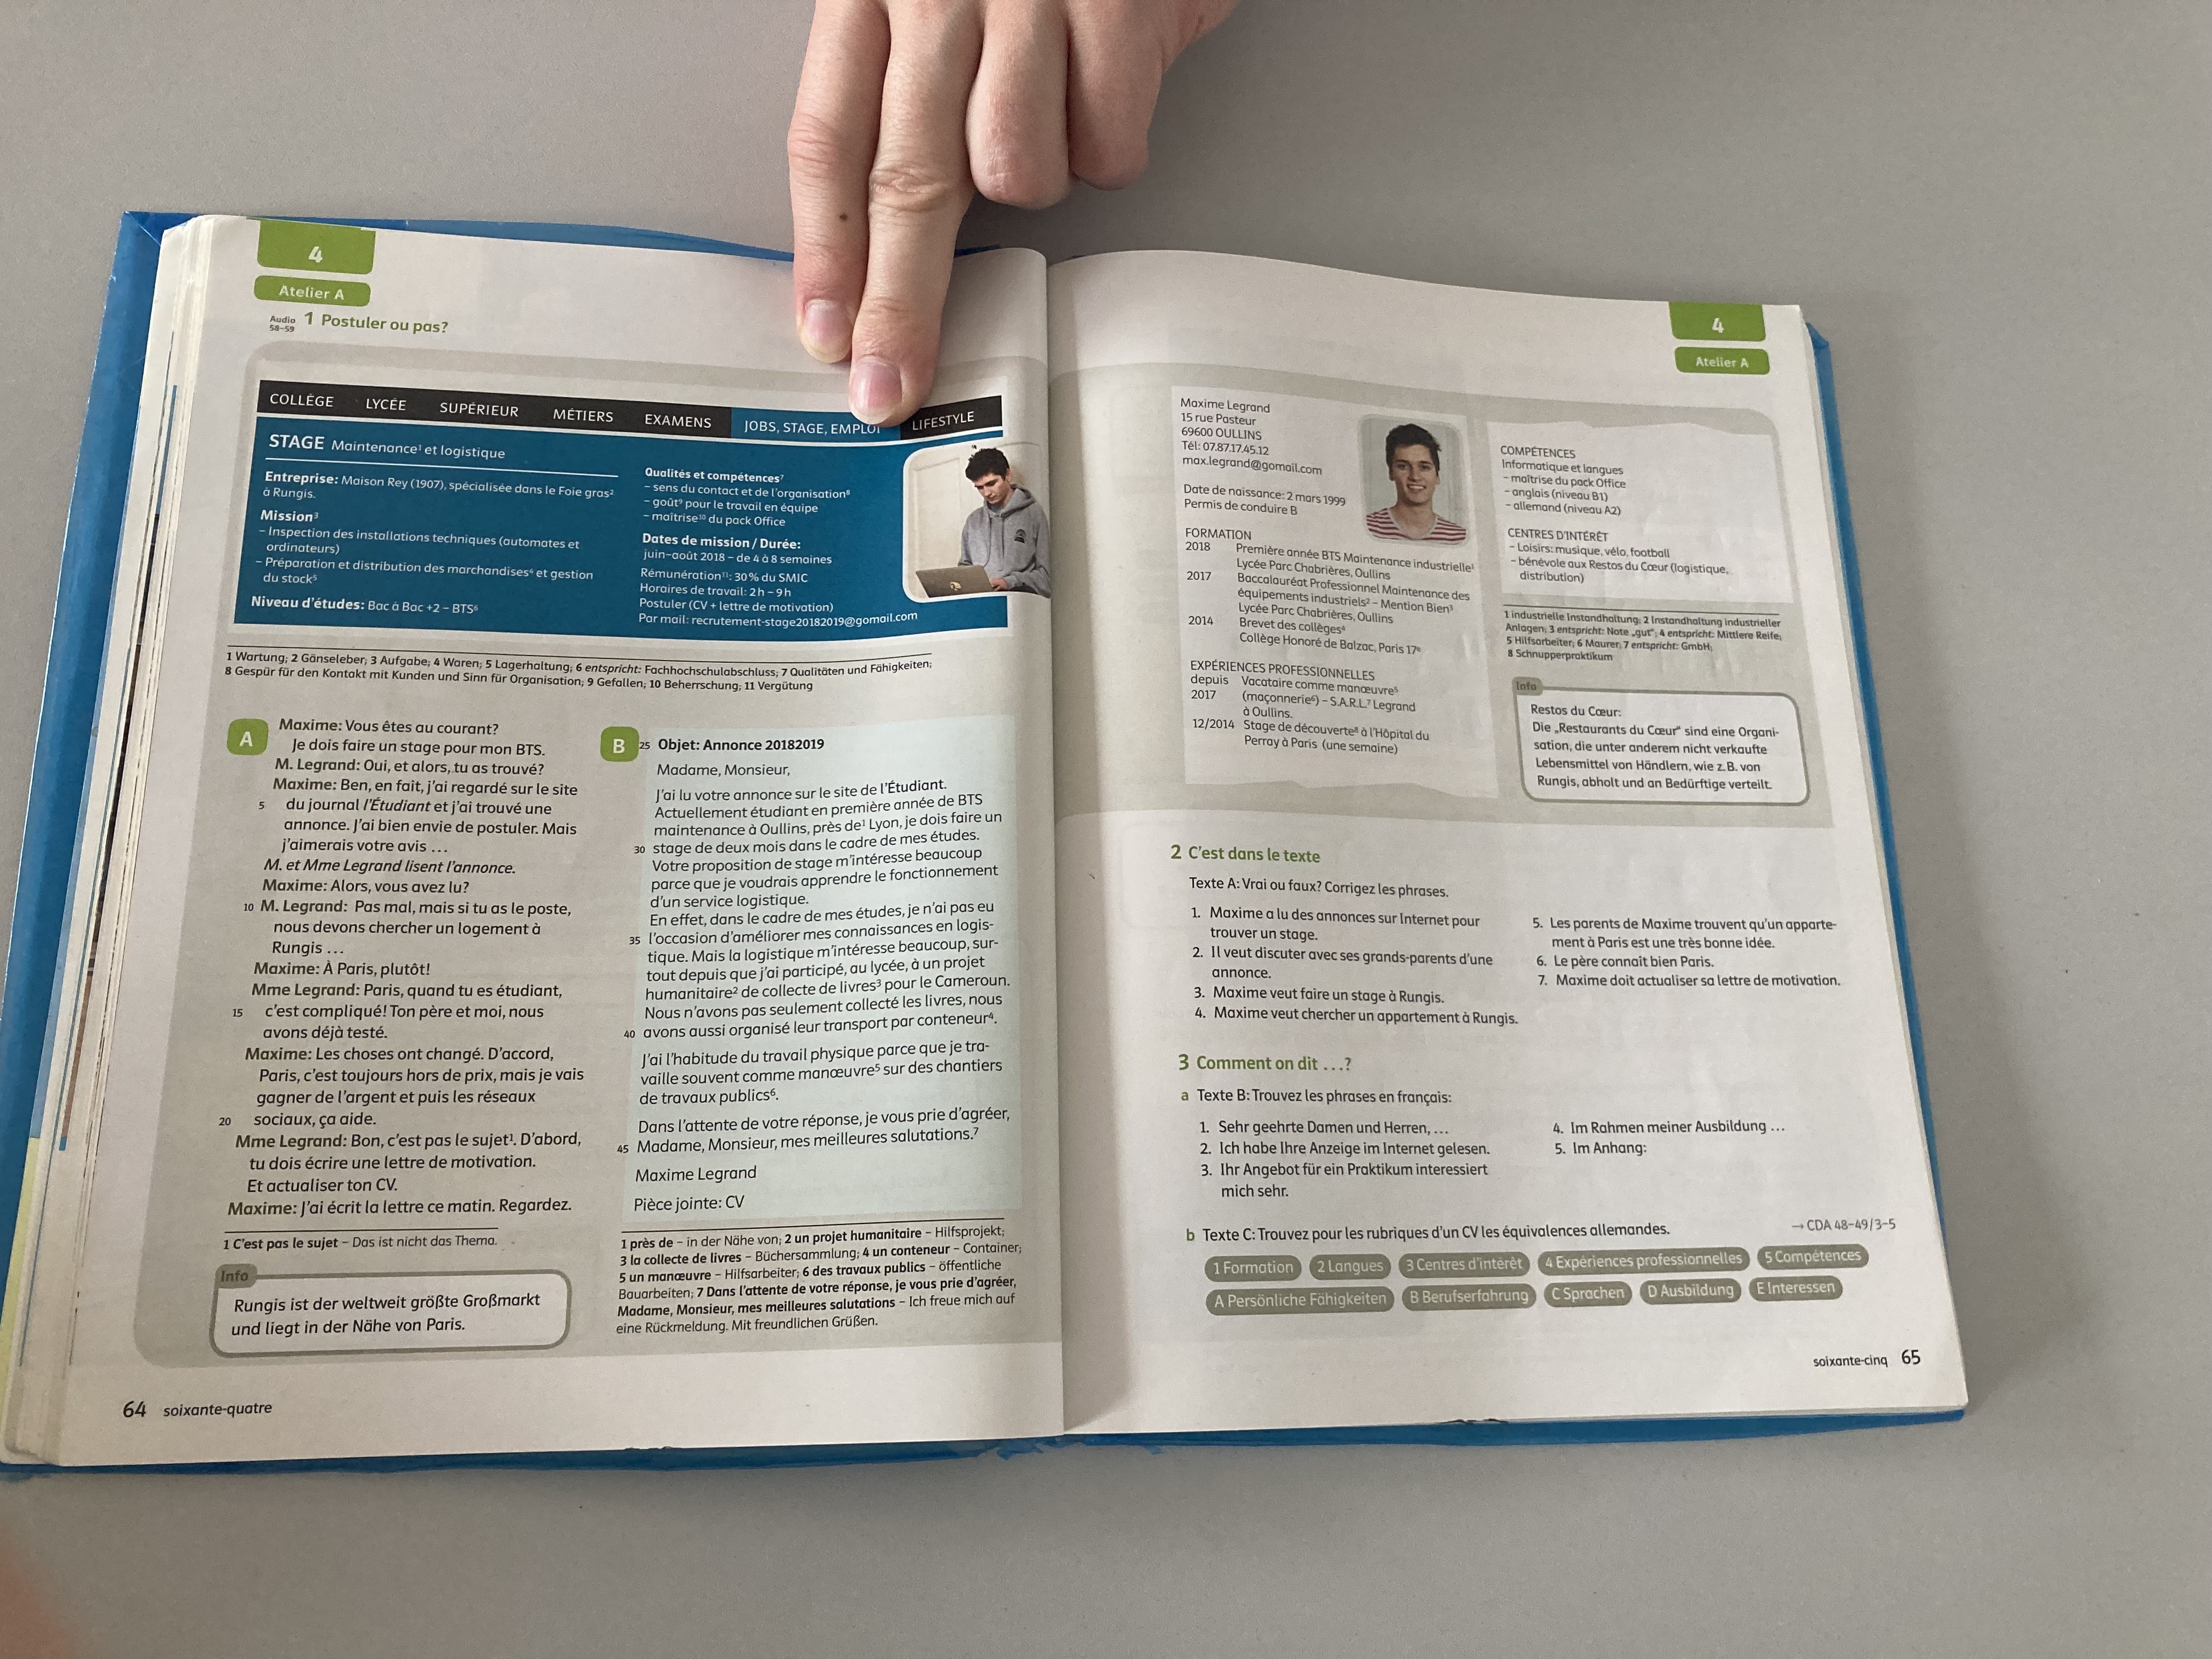 4
Atelier A
Audio
58–59
1 Postuler ou pas?
COLLÈGE LYCÉE SUPÉRIEUR MÉTIERS EXAMENS JOBS, STAGE, EMPLOI LIFESTYLE
STAGE Maintenance¹ et logistique
Entreprise: Maison Rey (1907), spécialisée dans le Foie gras²
à Rungis.
Mission³
– Inspection des installations techniques (automates et
ordinateurs)
– Préparation et distribution des marchandises⁴ et gestion
du stock⁵
Niveau d'études: Bac à Bac +2 – BTS⁶
Qualités et compétences⁷
– sens du contact et de l'organisation⁸
– goût⁹ pour le travail en équipe
– maîtrise¹⁰ du pack Office
Dates de mission / Durée:
juin–août 2018 – de 4 à 8 semaines
Rémunération¹¹: 30 % du SMIC
Horaires de travail: 2 h – 9 h
Postuler (CV + lettre de motivation)
Par mail: recrutement-stage20182019@gomail.com
1 Wartung; 2 Gänseleber; 3 Aufgabe; 4 Waren; 5 Lagerhaltung; 6 entspricht: Fachhochschulabschluss; 7 Qualitäten und Fähigkeiten;
8 Gespür für den Kontakt mit Kunden und Sinn für Organisation; 9 Gefallen; 10 Beherrschung; 11 Vergütung
A
Maxime: Vous êtes au courant?
Je dois faire un stage pour mon BTS.
M. Legrand: Oui, et alors, tu as trouvé?
Maxime: Ben, en fait, j'ai regardé sur le site
5 du journal l'Étudiant et j'ai trouvé une
annonce. J'ai bien envie de postuler. Mais
j'aimerais votre avis …
M. et Mme Legrand lisent l'annonce.
Maxime: Alors, vous avez lu?
10 M. Legrand: Pas mal, mais si tu as le poste,
nous devons chercher un logement à
Rungis …
Maxime: À Paris, plutôt!
Mme Legrand: Paris, quand tu es étudiant,
15 c'est compliqué! Ton père et moi, nous
avons déjà testé.
Maxime: Les choses ont changé. D'accord,
Paris, c'est toujours hors de prix, mais je vais
gagner de l'argent et puis les réseaux
20 sociaux, ça aide.
Mme Legrand: Bon, c'est pas le sujet¹. D'abord,
tu dois écrire une lettre de motivation.
Et actualiser ton CV.
Maxime: J'ai écrit la lettre ce matin. Regardez.
1 C'est pas le sujet – Das ist nicht das Thema.
Info
Rungis ist der weltweit größte Großmarkt
und liegt in der Nähe von Paris.
B
25 Objet: Annonce 20182019
Madame, Monsieur,
J'ai lu votre annonce sur le site de l'Étudiant.
Actuellement étudiant en première année de BTS
maintenance à Oullins, près de¹ Lyon, je dois faire un
30 stage de deux mois dans le cadre de mes études.
Votre proposition de stage m'intéresse beaucoup
parce que je voudrais apprendre le fonctionnement
d'un service logistique.
En effet, dans le cadre de mes études, je n'ai pas eu
35 l'occasion d'améliorer mes connaissances en logis-
tique. Mais la logistique m'intéresse beaucoup, sur-
tout depuis que j'ai participé, au lycée, à un projet
humanitaire² de collecte de livres³ pour le Cameroun.
Nous n'avons pas seulement collecté les livres, nous
40 avons aussi organisé leur transport par conteneur⁴.
J'ai l'habitude du travail physique parce que je tra-
vaille souvent comme manœuvre⁵ sur des chantiers
de travaux publics⁶.
Dans l'attente de votre réponse, je vous prie d'agréer,
45 Madame, Monsieur, mes meilleures salutations.⁷
Maxime Legrand
Pièce jointe: CV
1 près de – in der Nähe von; 2 un projet humanitaire – Hilfsprojekt;
3 la collecte de livres – Büchersammlung; 4 un conteneur – Container;
5 un manœuvre – Hilfsarbeiter; 6 des travaux publics – öffentliche
Bauarbeiten; 7 Dans l'attente de votre réponse, je vous prie d'agréer,
Madame, Monsieur, mes meilleures salutations – Ich freue mich auf
eine Rückmeldung. Mit freundlichen Grüßen.
64 soixante-quatre
4
Atelier A
Maxime Legrand
15 rue Pasteur
69600 OULLINS
Tél: 07.87.17.45.12
max.legrand@gomail.com
Date de naissance: 2 mars 1999
Permis de conduire B
FORMATION
2018 Première année BTS Maintenance industrielle¹
Lycée Parc Chabrières, Oullins
2017 Baccalauréat Professionnel Maintenance des
équipements industriels² – Mention Bien³
Lycée Parc Chabrières, Oullins
2014 Brevet des collèges⁴
Collège Honoré de Balzac, Paris 17ᵉ
EXPÉRIENCES PROFESSIONNELLES
depuis Vacataire comme manœuvre⁵
2017 (maçonnerie⁶) – S.A.R.L.⁷ Legrand
à Oullins.
12/2014 Stage de découverte⁸ à l'Hôpital du
Perray à Paris (une semaine)
COMPÉTENCES
Informatique et langues
– maîtrise du pack Office
– anglais (niveau B1)
– allemand (niveau A2)
CENTRES D'INTÉRÊT
– Loisirs: musique, vélo, football
– bénévole aux Restos du Cœur (logistique,
distribution)
1 industrielle Instandhaltung; 2 Instandhaltung industrieller
Anlagen; 3 entspricht: Note „gut“; 4 entspricht: Mittlere Reife;
5 Hilfsarbeiter; 6 Maurer; 7 entspricht: GmbH;
8 Schnupperpraktikum
Info
Restos du Cœur:
Die „Restaurants du Cœur“ sind eine Organi-
sation, die unter anderem nicht verkaufte
Lebensmittel von Händlern, wie z. B. von
Rungis, abholt und an Bedürftige verteilt.
2 C'est dans le texte
Texte A: Vrai ou faux? Corrigez les phrases.
1. Maxime a lu des annonces sur Internet pour
trouver un stage.
2. Il veut discuter avec ses grands-parents d'une
annonce.
3. Maxime veut faire un stage à Rungis.
4. Maxime veut chercher un appartement à Rungis.
5. Les parents de Maxime trouvent qu'un apparte-
ment à Paris est une très bonne idée.
6. Le père connaît bien Paris.
7. Maxime doit actualiser sa lettre de motivation.
3 Comment on dit …?
a Texte B: Trouvez les phrases en français:
1. Sehr geehrte Damen und Herren, …
2. Ich habe Ihre Anzeige im Internet gelesen.
3. Ihr Angebot für ein Praktikum interessiert
mich sehr.
4. Im Rahmen meiner Ausbildung …
5. Im Anhang:
b Texte C: Trouvez pour les rubriques d'un CV les équivalences allemandes.
→ CDA 48–49/3–5
1 Formation 2 Langues 3 Centres d'intérêt 4 Expériences professionnelles 5 Compétences
A Persönliche Fähigkeiten B Berufserfahrung C Sprachen D Ausbildung E Interessen
soixante-cinq 65